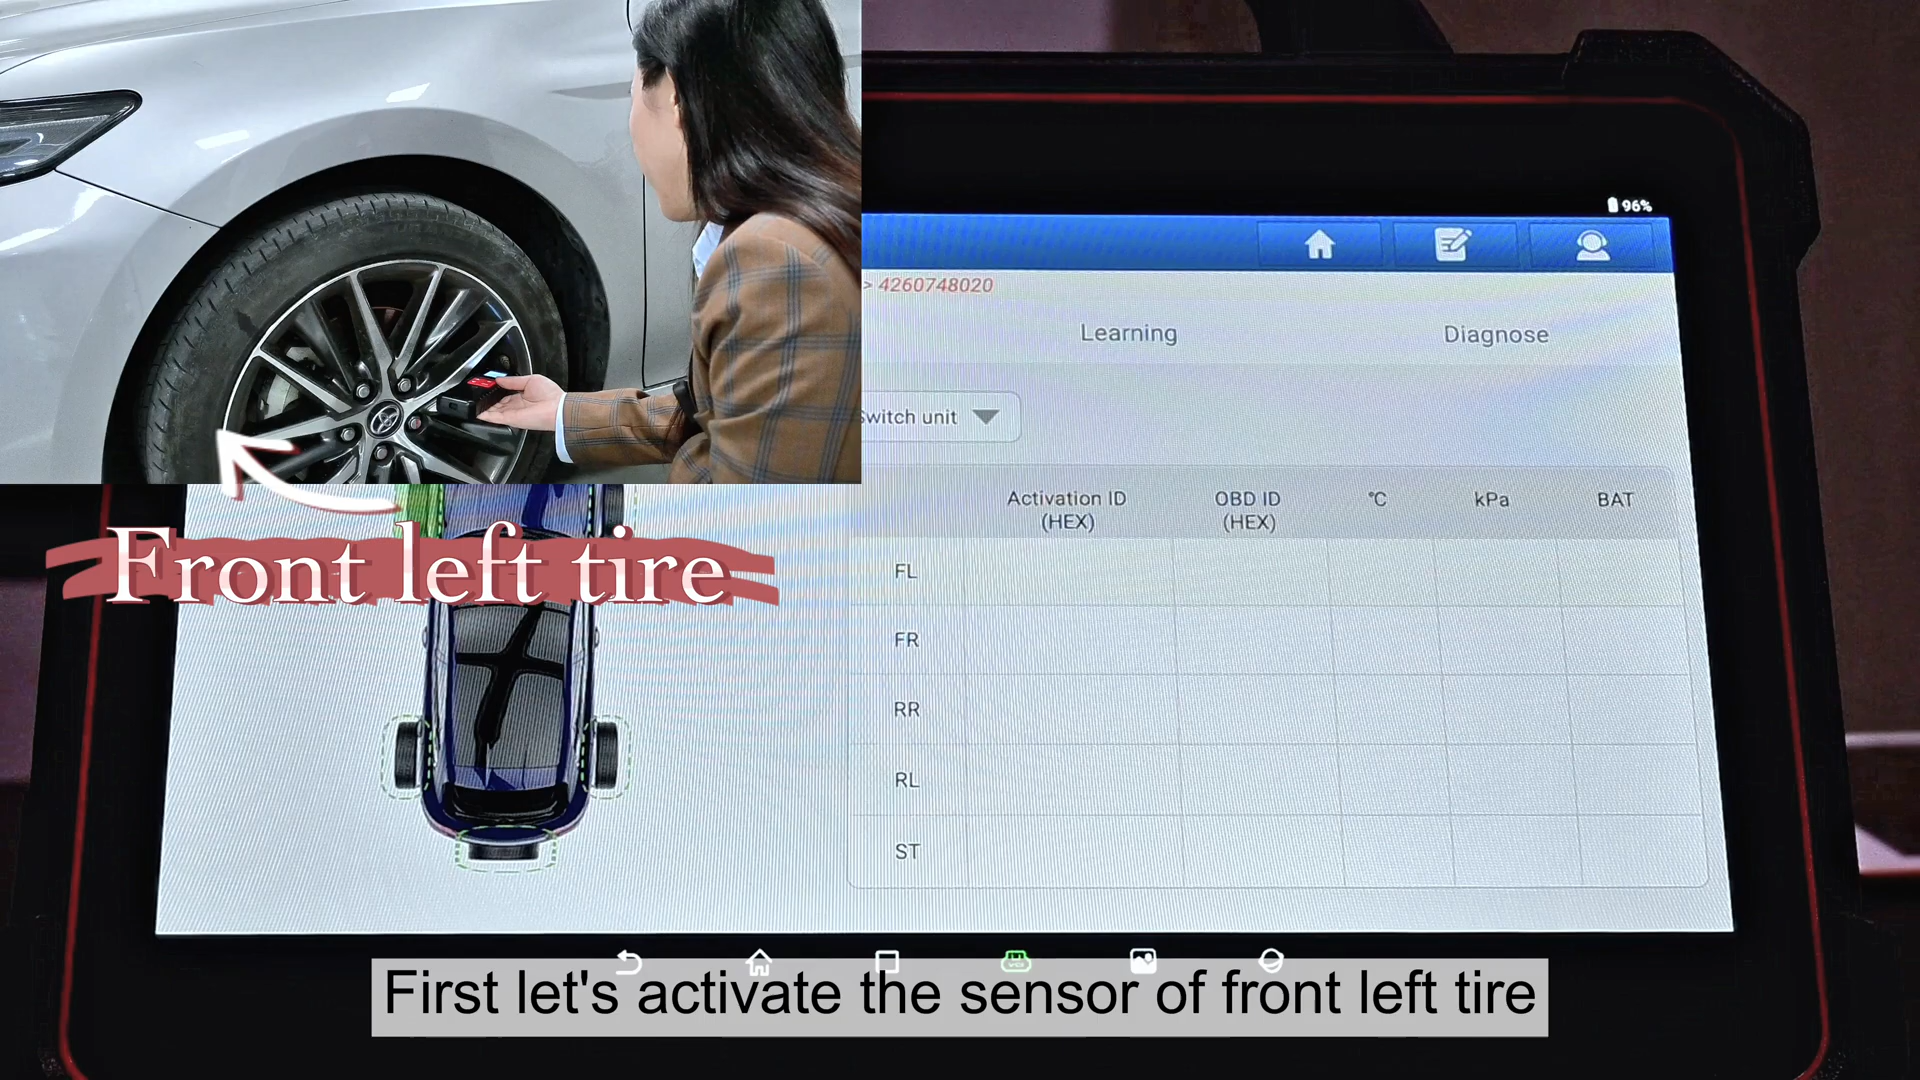 96%
> 4260748020
Learning
Diagnose
Switch unit
Activation ID (HEX)
OBD ID (HEX)
℃
kPa
BAT
FL
FR
RR
RL
ST
Front left tire
VCI
First let's activate the sensor of front left tire